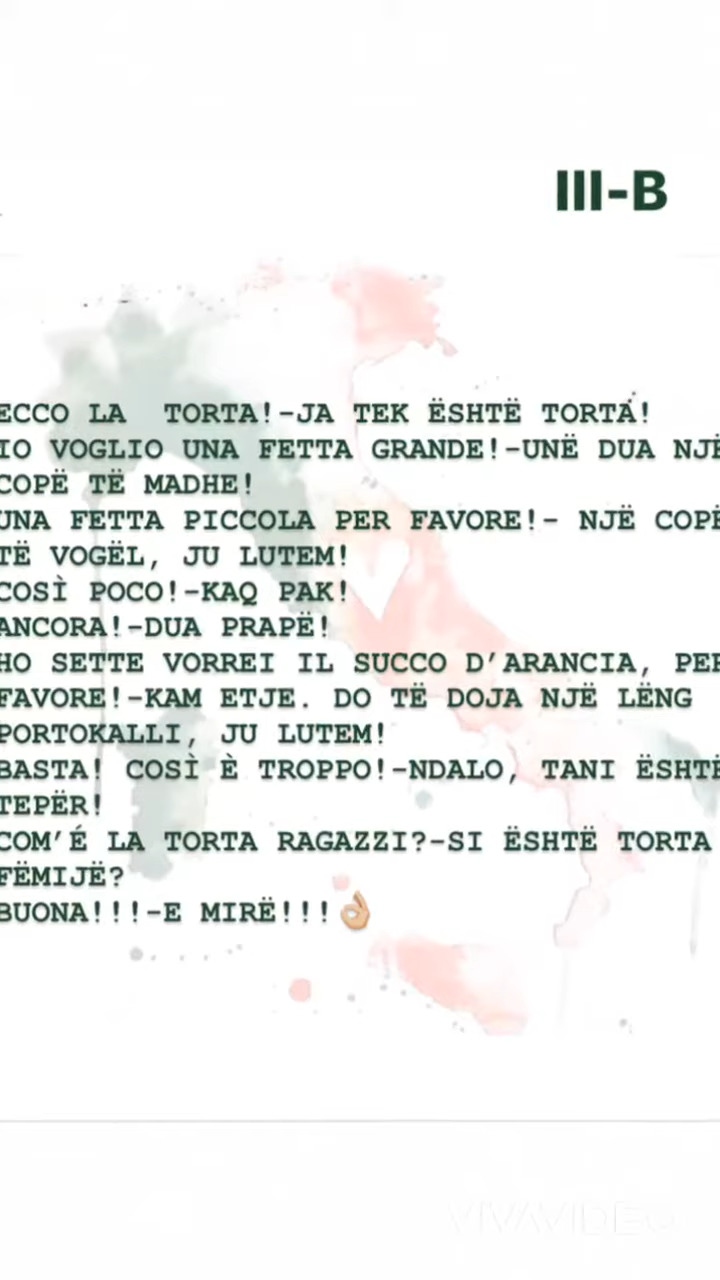 III-B
ECCO LA TORTA!-JA TEK ËSHTË TORTA!
IO VOGLIO UNA FETTA GRANDE!-UNË DUA NJË
COPË TË MADHE!
UNA FETTA PICCOLA PER FAVORE!- NJË COPË
TË VOGËL, JU LUTEM!
COSÌ POCO!-KAQ PAK!
ANCORA!-DUA PRAPË!
HO SETTE VORREI IL SUCCO D'ARANCIA, PER
FAVORE!-KAM ETJE. DO TË DOJA NJË LËNG
PORTOKALLI, JU LUTEM!
BASTA! COSÌ È TROPPO!-NDALO, TANI ËSHTË
TEPËR!
COM'É LA TORTA RAGAZZI?-SI ËSHTË TORTA
FËMIJË?
BUONA!!!-E MIRË!!!👌🏼
VIVAVIDEO